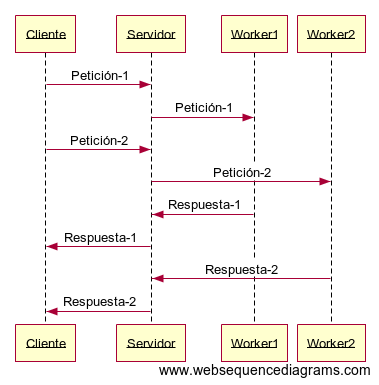 Cliente Servidor Worker1 Worker2
Petición-1
Petición-1
Petición-2
Petición-2
Respuesta-1
Respuesta-1
Respuesta-2
Respuesta-2
Cliente Servidor Worker1 Worker2
www.websequencediagrams.com